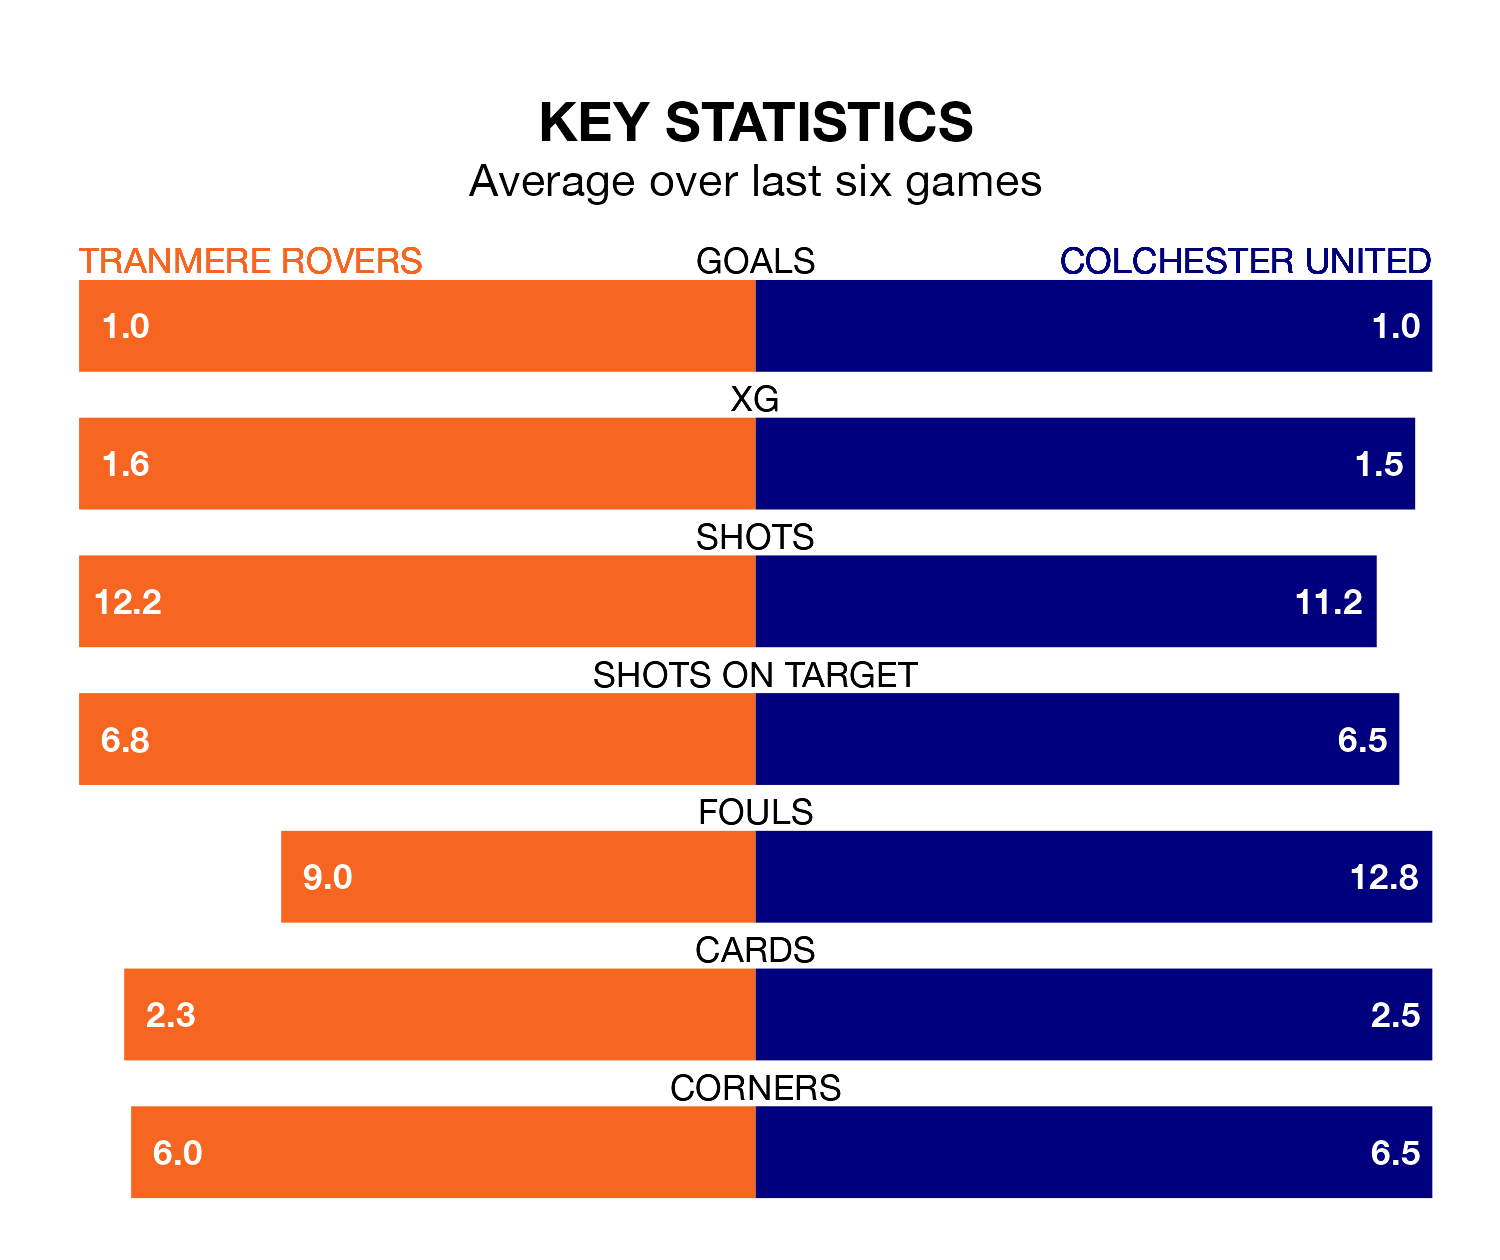 KEY STATISTICS
Average over last six games
TRANMERE ROVERS GOALS COLCHESTER UNITED
1.0 1.0
XG
1.6 1.5
SHOTS
12.2 11.2
SHOTS ON TARGET
6.8 6.5
FOULS
9.0 12.8
CARDS
2.3 2.5
CORNERS
6.0 6.5